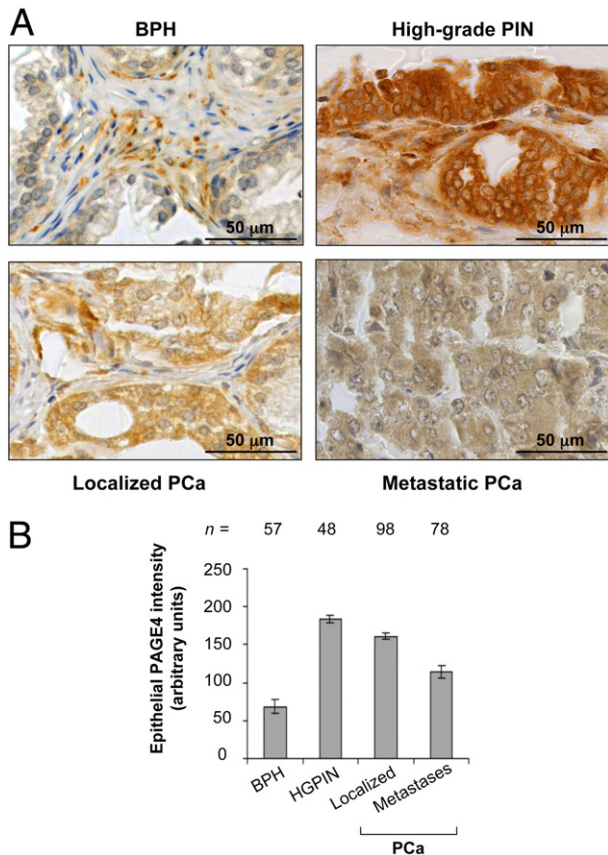 A
BPH
High-grade PIN
50 µm
50 µm
50 µm
50 µm
Localized PCa
Metastatic PCa
B
n = 57 48 98 78
Epithelial PAGE4 intensity
(arbitrary units)
250
200
150
100
50
0
BPH
HGPIN
Localized
Metastases
PCa